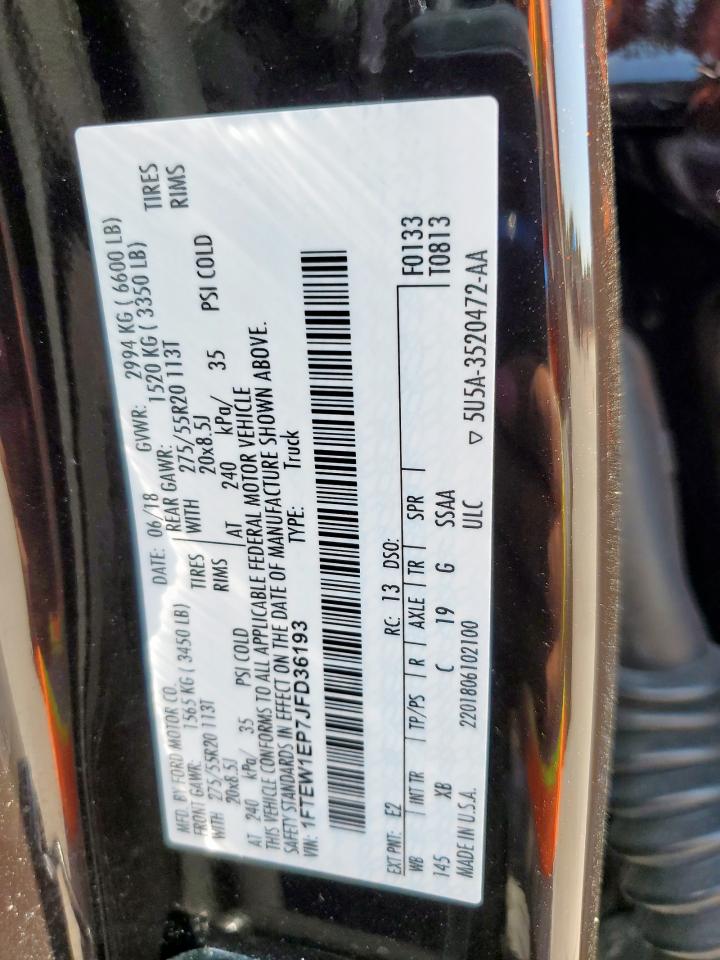 MFD. BY FORD MOTOR CO. DATE: 06/18 GVWR: 2994 KG ( 6600 LB)
FRONT GAWR: 1565 KG ( 3450 LB) REAR GAWR: 1520 KG ( 3350 LB)
WITH 275/55R20 113T TIRES WITH 275/55R20 113T TIRES
20x8.5J RIMS 20x8.5J RIMS
AT 240 kPa/ 35 PSI COLD AT 240 kPa/ 35 PSI COLD
THIS VEHICLE CONFORMS TO ALL APPLICABLE FEDERAL MOTOR VEHICLE
SAFETY STANDARDS IN EFFECT ON THE DATE OF MANUFACTURE SHOWN ABOVE.
VIN: 1FTEW1EP7JFD36193 TYPE: Truck
EXT PNT: E2 RC: 13 DSO: F0133
WB INT TR TP/PS R AXLE TR SPR T0813
145 XB C 19 G SSAA
MADE IN U.S.A. 2201806102100 ULC ▽ 5U5A-3520472-AA